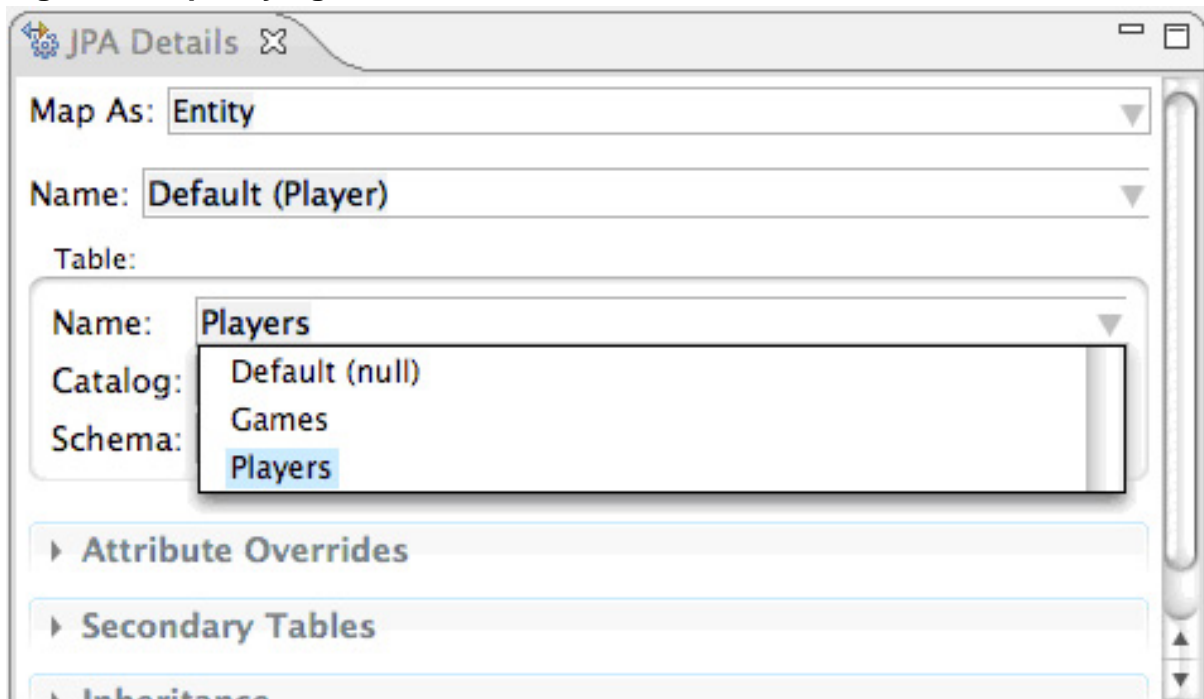 JPA Details
Map As: Entity
Name: Default (Player)
Table:
Name: Players
Default (null)
Catalog:
Games
Schema:
Players
Attribute Overrides
Secondary Tables
Inheritance